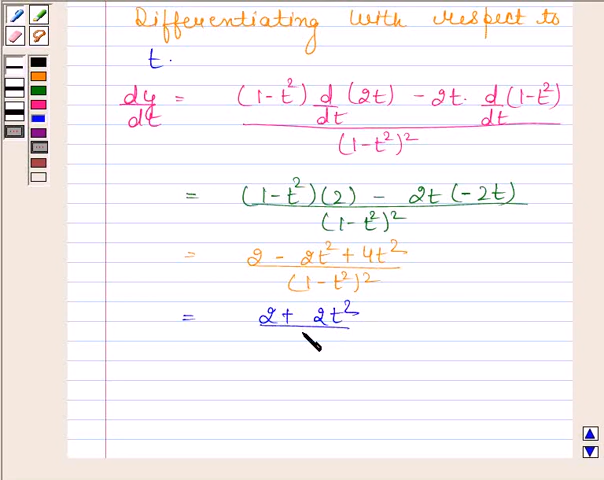 Differentiating with respect to
t.
dy/dt = ((1-t²) d/dt (2t) - 2t. d/dt (1-t²))/(1-t²)²
= ((1-t²)(2) - 2t(-2t))/(1-t²)²
= (2 - 2t² + 4t²)/(1-t²)²
= 2 + 2t²